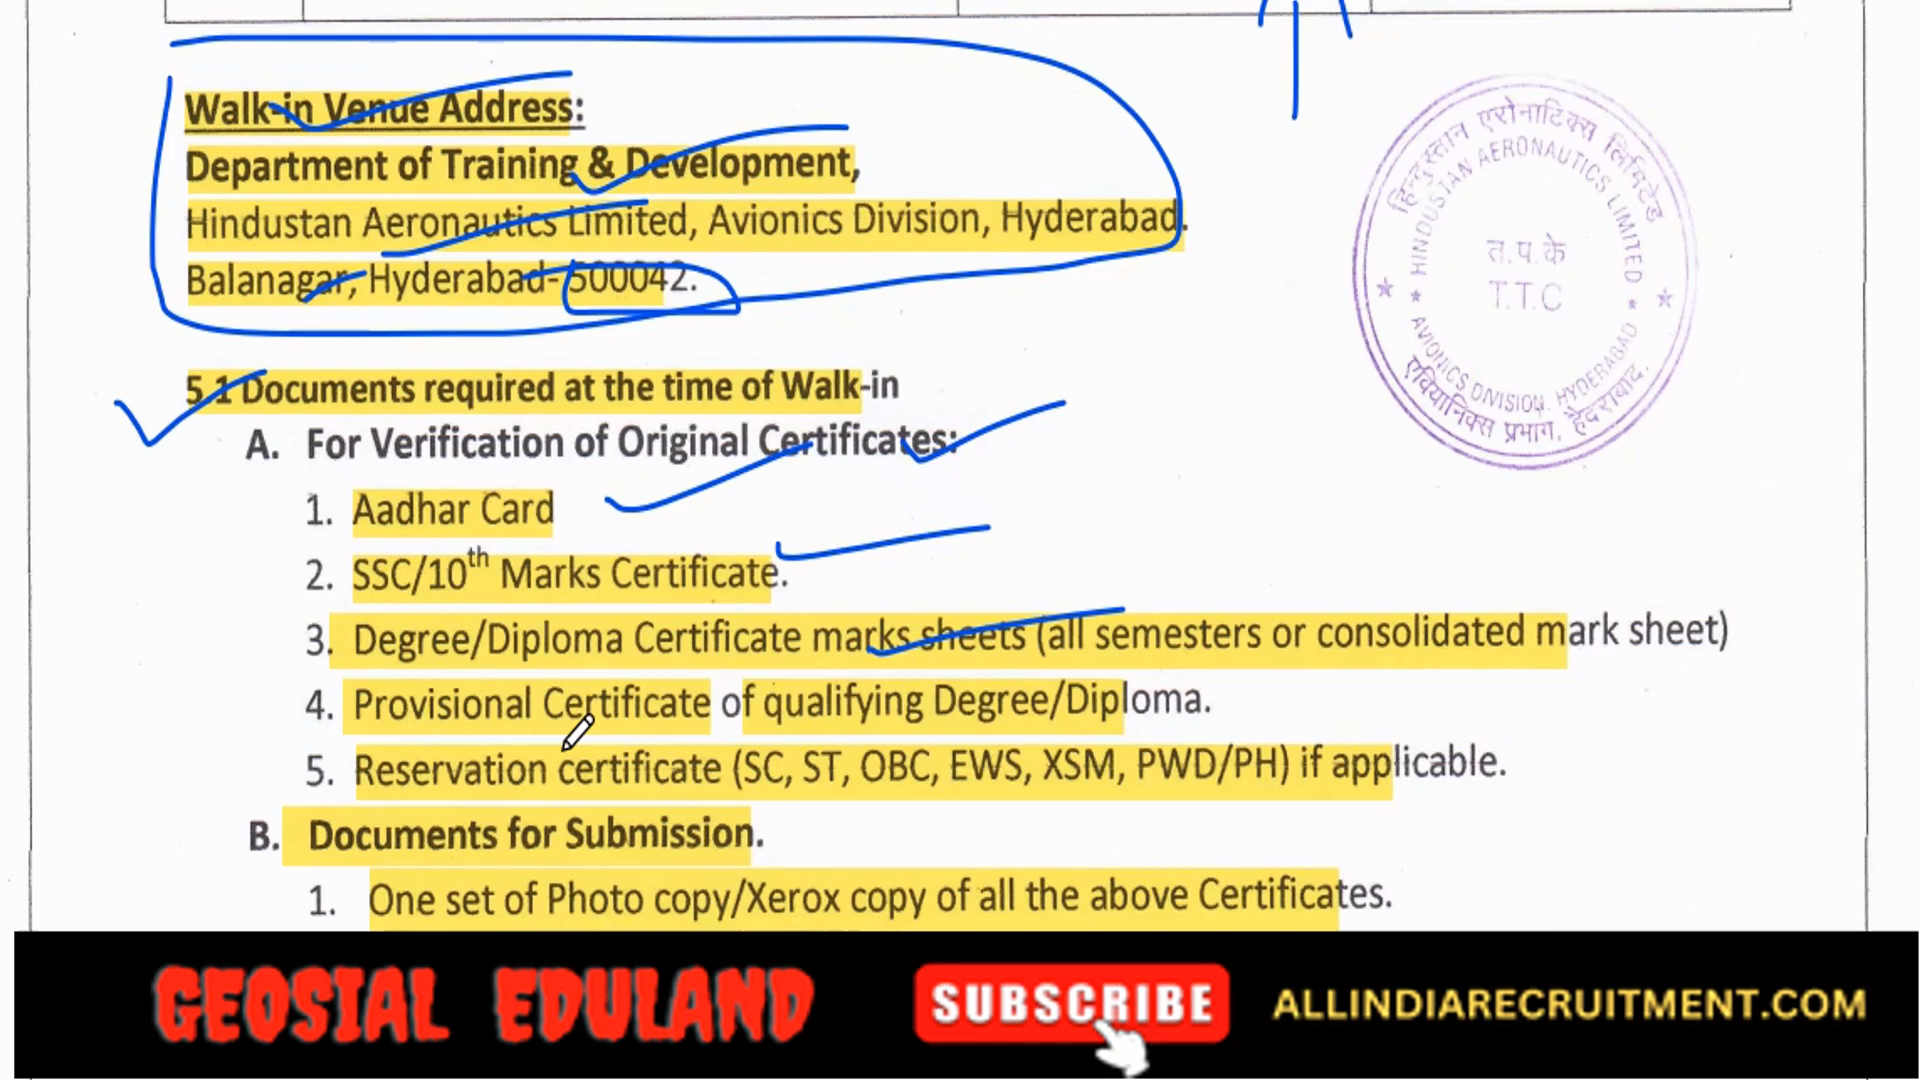 Walk-in Venue Address:
Department of Training & Development,
Hindustan Aeronautics Limited, Avionics Division, Hyderabad.
Balanagar, Hyderabad- 500042.
हिन्दुस्तान एरोनाटिक्स लिमिटेड
HINDUSTAN AERONAUTICS LIMITED
त.प.के
T.T.C
AVIONICS DIVISION, HYDERABAD
एवियानिक्स प्रभाग, हैदराबाद.
5.1 Documents required at the time of Walk-in
A. For Verification of Original Certificates:
1. Aadhar Card
2. SSC/10th Marks Certificate.
3. Degree/Diploma Certificate marks sheets (all semesters or consolidated mark sheet)
4. Provisional Certificate of qualifying Degree/Diploma.
5. Reservation certificate (SC, ST, OBC, EWS, XSM, PWD/PH) if applicable.
B. Documents for Submission.
1. One set of Photo copy/Xerox copy of all the above Certificates.
GEOSIAL EDULAND
SUBSCRIBE
ALLINDIARECRUITMENT.COM